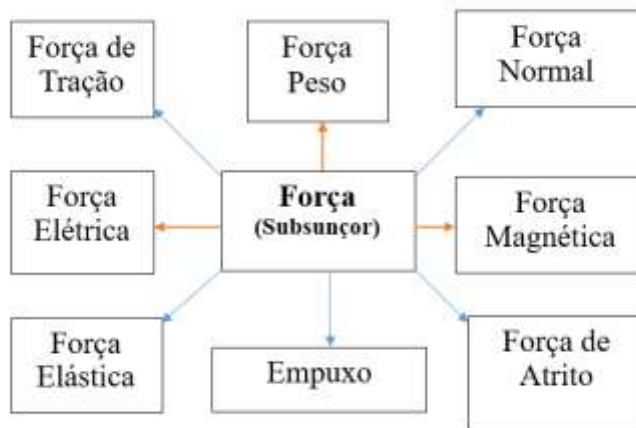 Força de
Tração
Força
Peso
Força
Normal
Força
Elétrica
Força
(Subsunçor)
Força
Magnética
Força
Elástica
Empuxo
Força de
Atrito